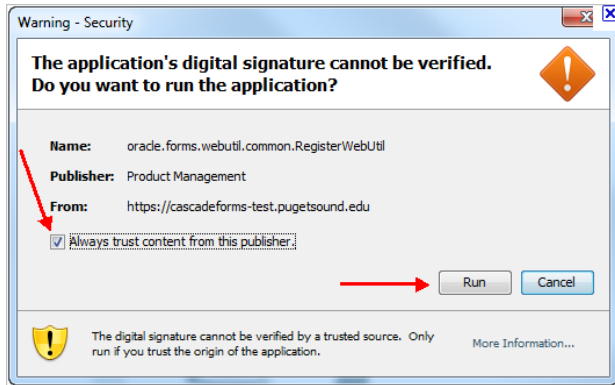 Warning - Security
The application's digital signature cannot be verified.
Do you want to run the application?
Name: oracle.forms.webutil.common.RegisterWebUtil
Publisher: Product Management
From: https://cascadeforms-test.pugetsound.edu
Always trust content from this publisher.
Run Cancel
The digital signature cannot be verified by a trusted source. Only
run if you trust the origin of the application.
More Information...